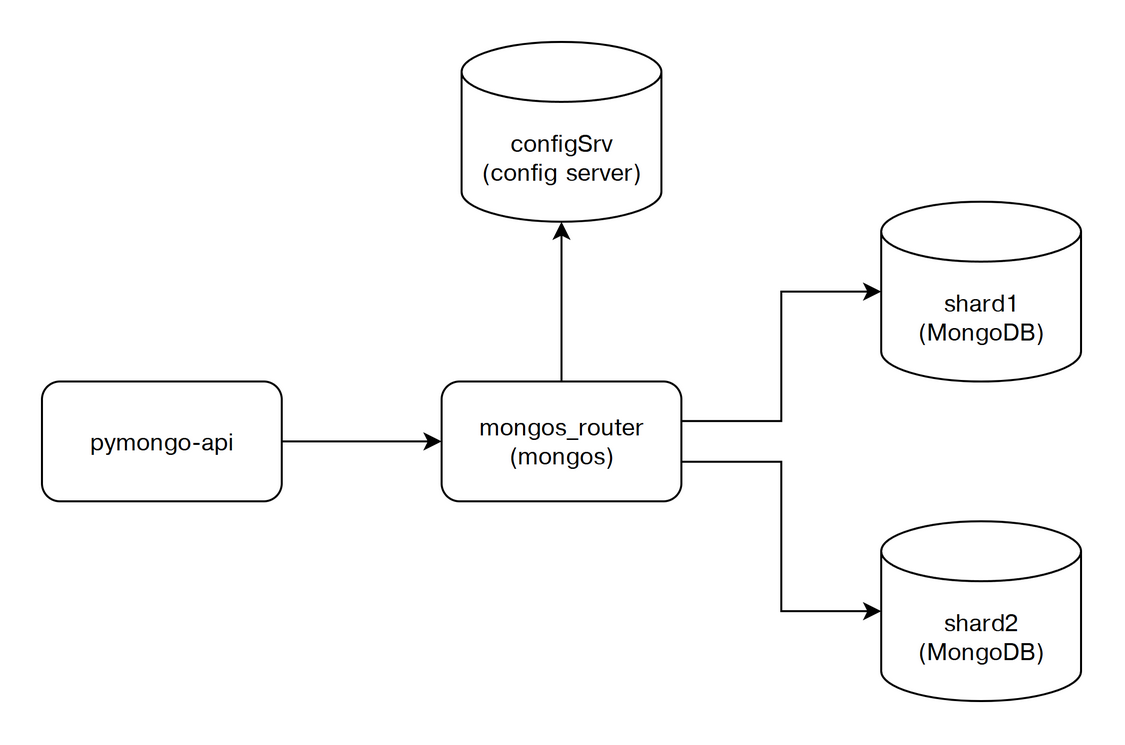 configSrv
(config server)
shard1
(MongoDB)
pymongo-api
mongos_router
(mongos)
shard2
(MongoDB)